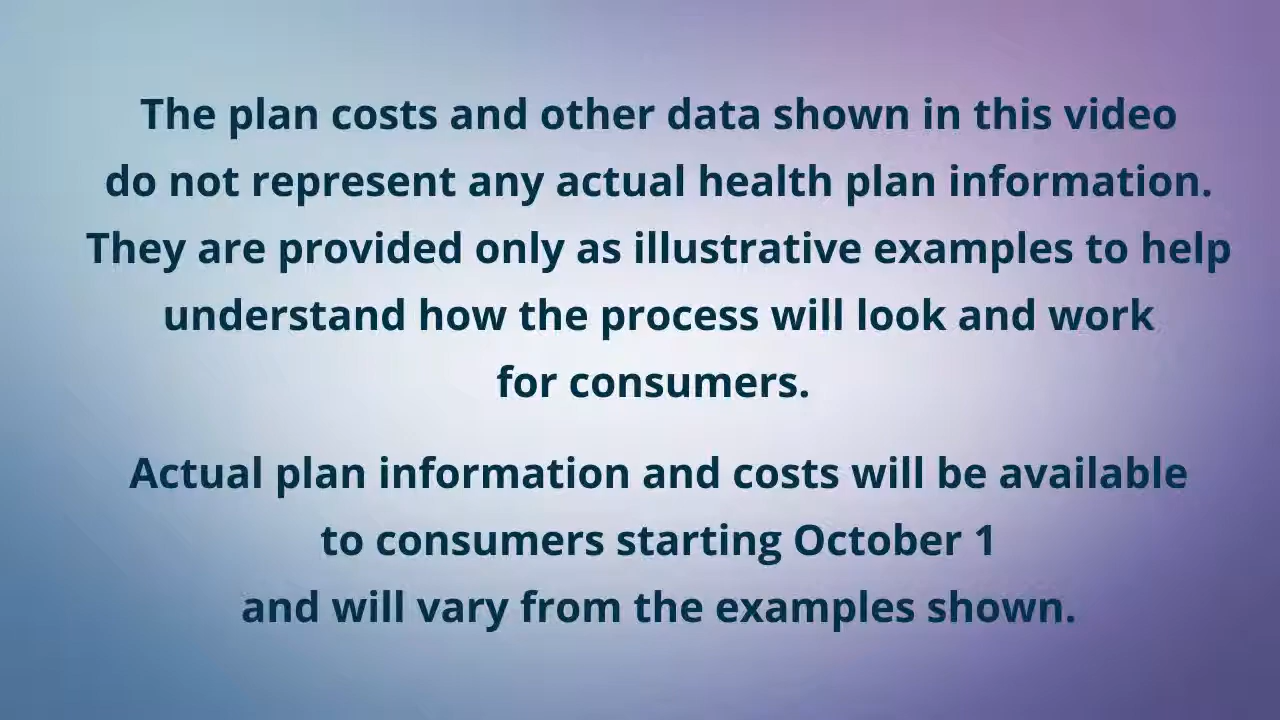 The plan costs and other data shown in this video
do not represent any actual health plan information.
They are provided only as illustrative examples to help
understand how the process will look and work
for consumers.
Actual plan information and costs will be available
to consumers starting October 1
and will vary from the examples shown.